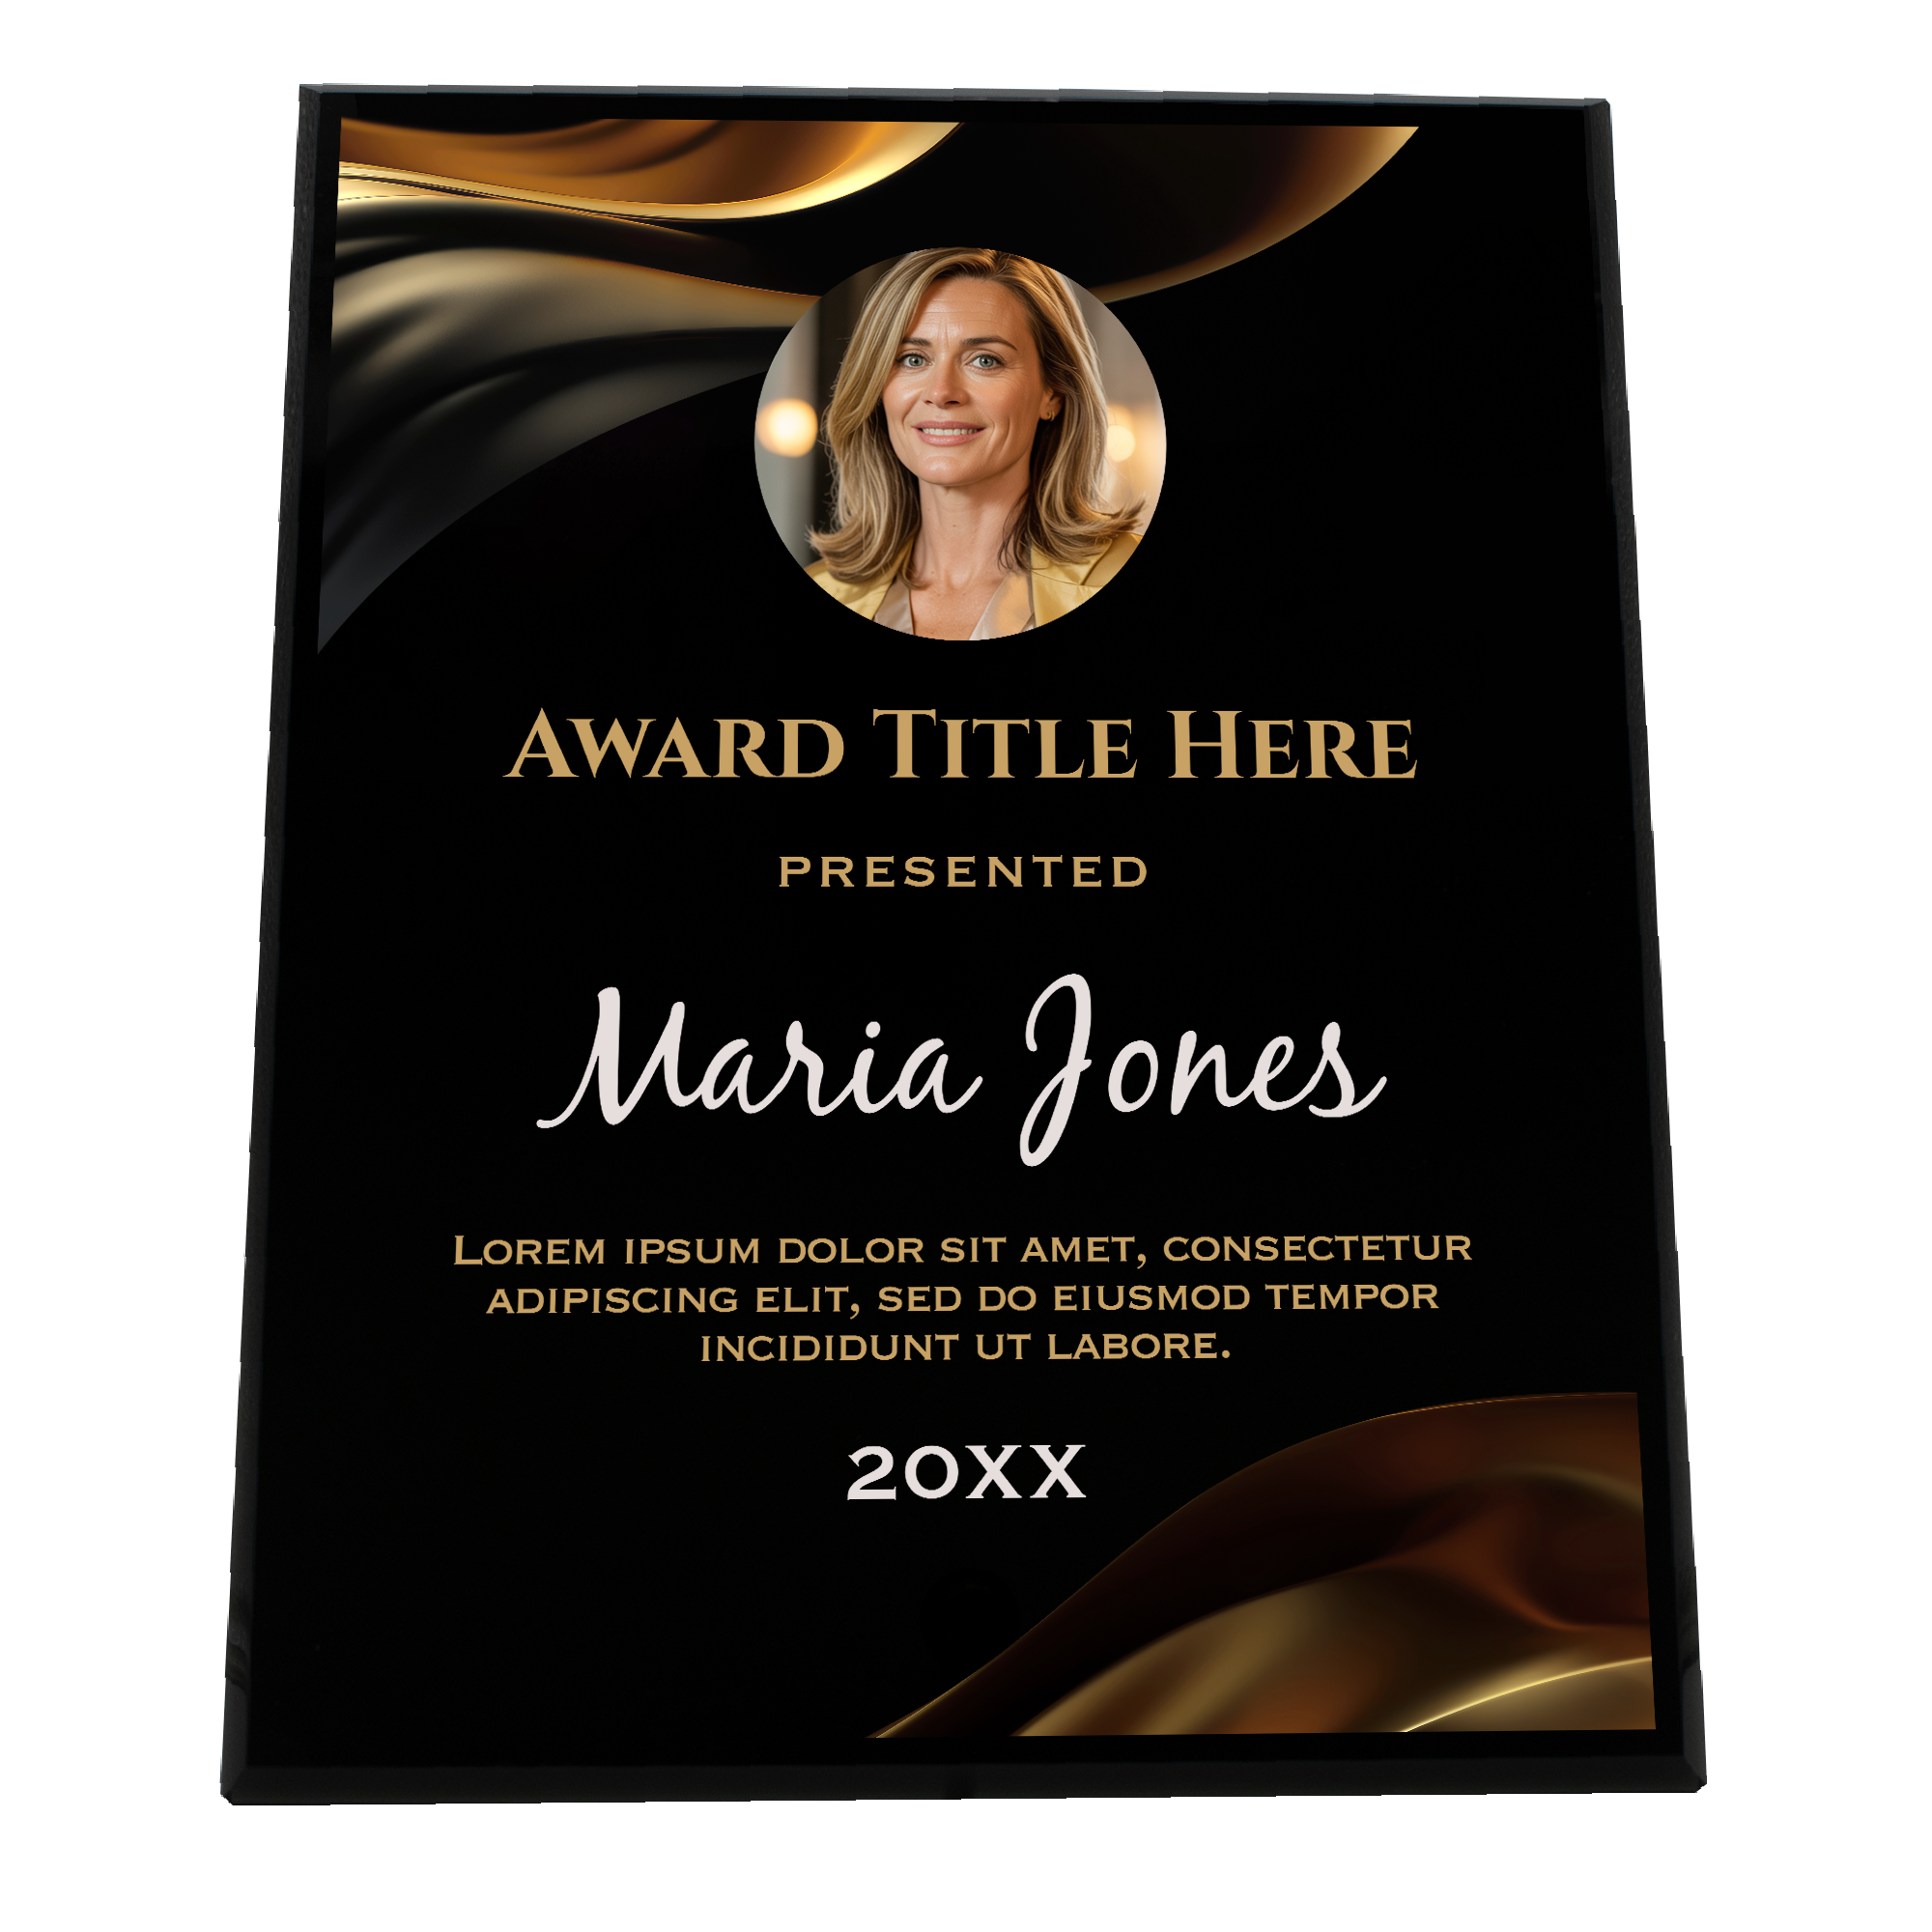 Award Title Here
PRESENTED
Maria Jones
Lorem ipsum dolor sit amet, consectetur
adipiscing elit, sed do eiusmod tempor
incididunt ut labore.
20XX